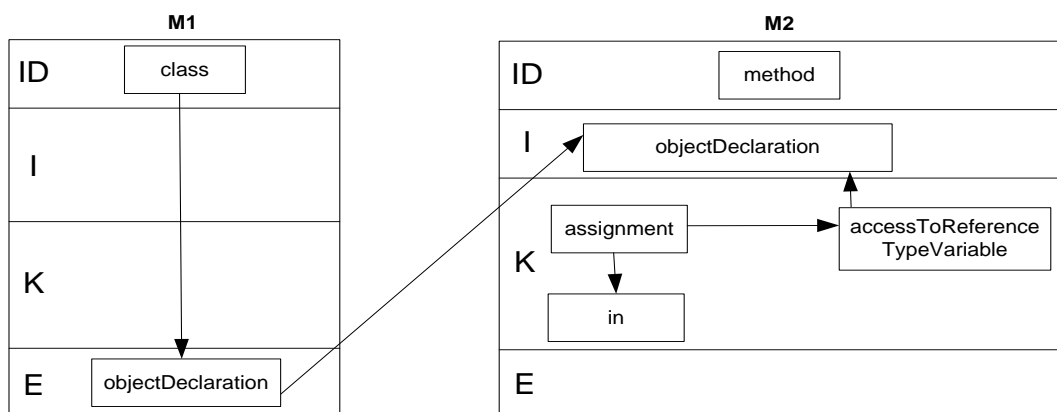 M1
ID
class
I
K
E
objectDeclaration
M2
ID
method
I
objectDeclaration
K
assignment
accessToReference
TypeVariable
in
E